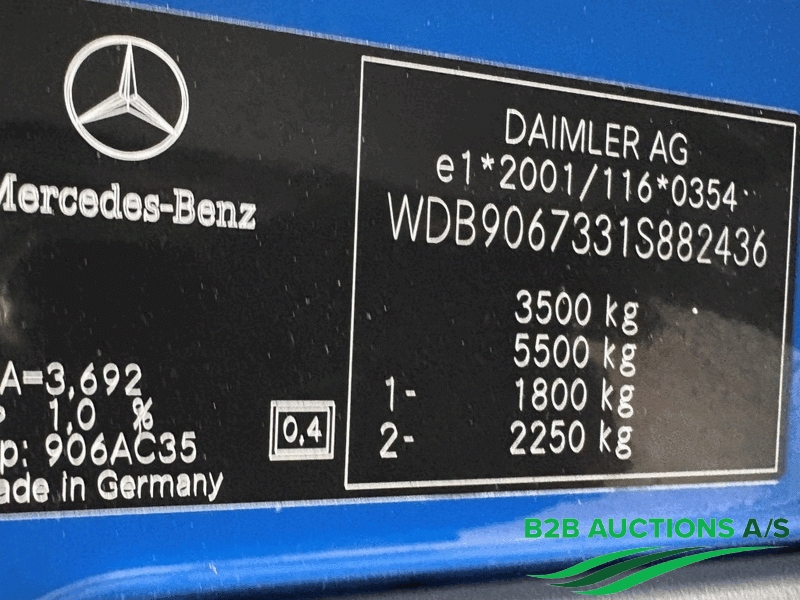 Mercedes-Benz
A=3,692
1,0 %
p: 906AC35
ade in Germany
0,4
DAIMLER AG
e1*2001/116*0354
WDB9067331S882436
3500 kg
5500 kg
1- 1800 kg
2- 2250 kg
B2B AUCTIONS A/S